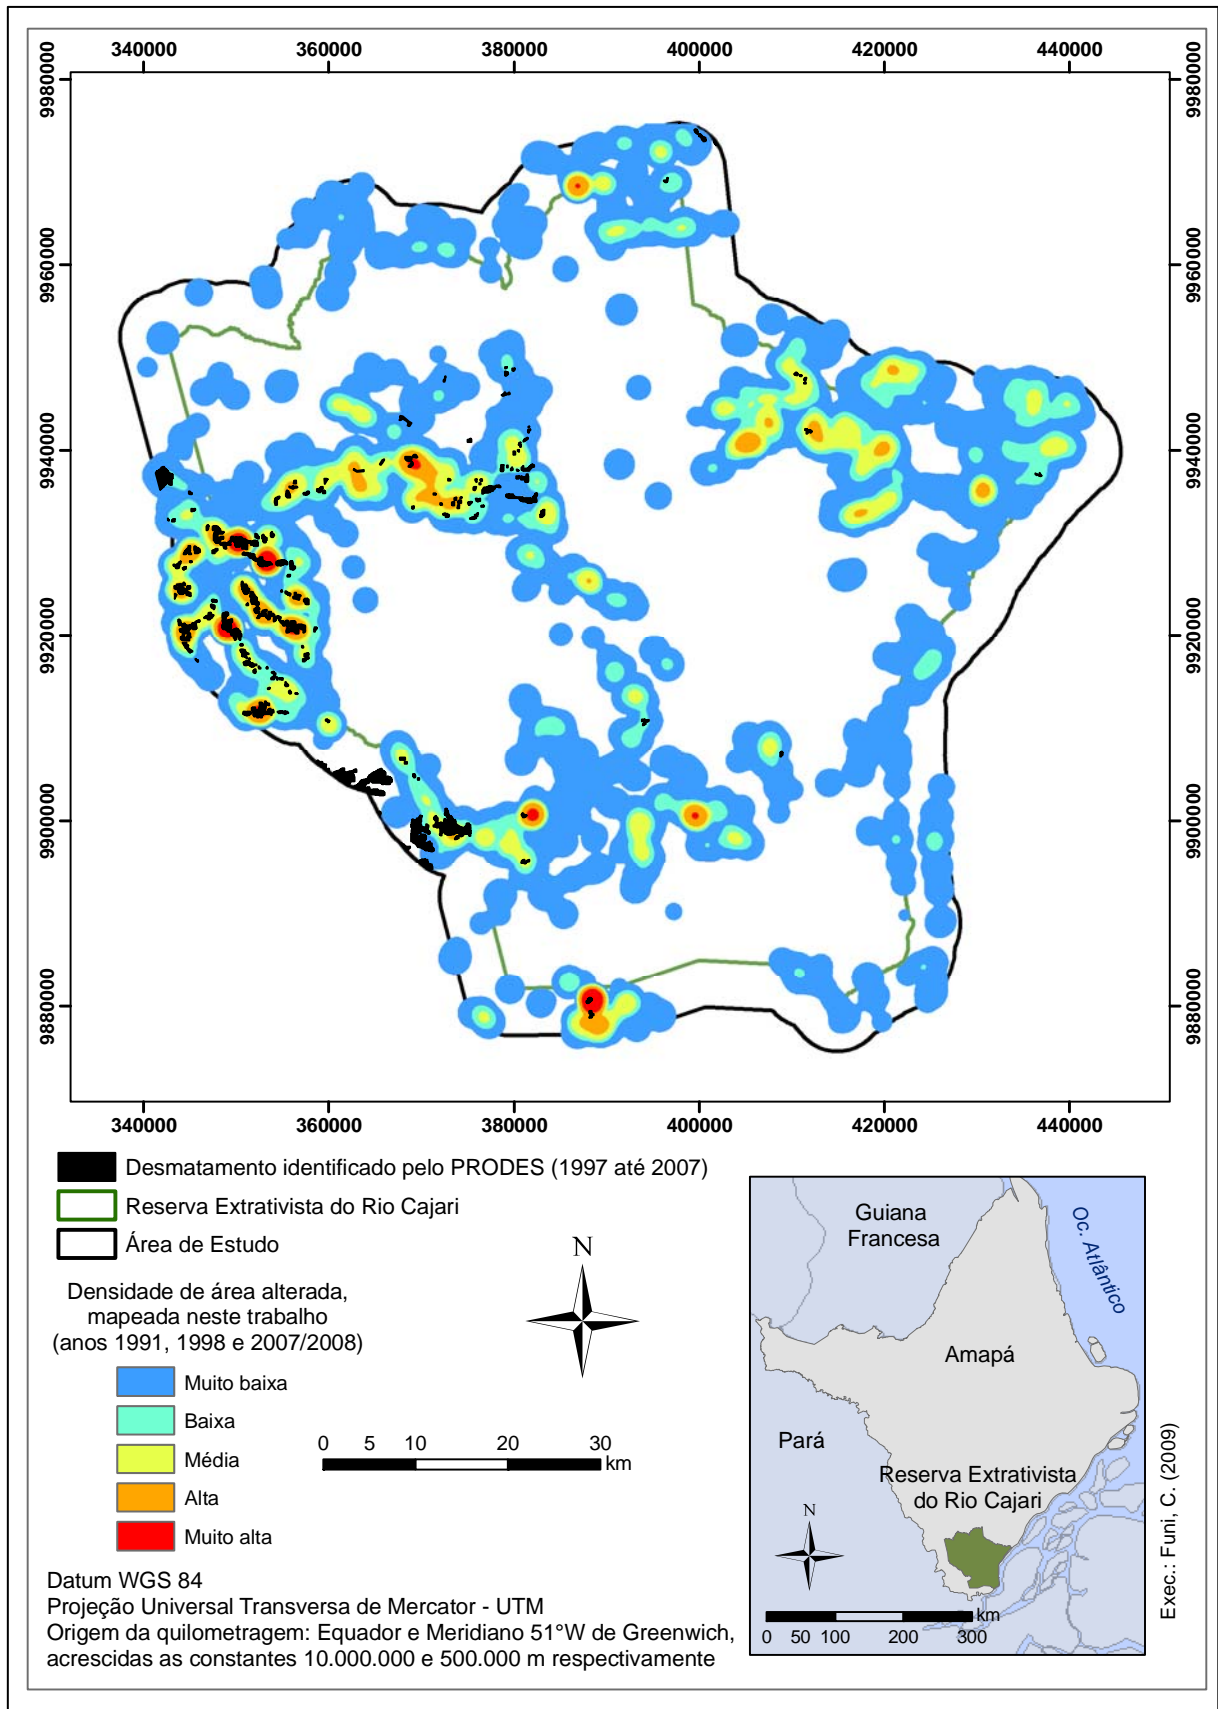 340000 360000 380000 400000 420000 440000
9980000 9980000
9960000 9960000
9940000 9940000
9920000 9920000
9900000 9900000
9880000 9880000
340000 360000 380000 400000 420000 440000
Desmatamento identificado pelo PRODES (1997 até 2007)
Reserva Extrativista do Rio Cajari
Área de Estudo
N
Densidade de área alterada,
mapeada neste trabalho
(anos 1991, 1998 e 2007/2008)
Muito baixa
Baixa
Média
Alta
Muito alta
0 5 10 20 30
km
Datum WGS 84
Projeção Universal Transversa de Mercator - UTM
Origem da quilometragem: Equador e Meridiano 51°W de Greenwich,
acrescidas as constantes 10.000.000 e 500.000 m respectivamente
Guiana
Francesa
Oc. Atlântico
Amapá
Pará
Reserva Extrativista
do Rio Cajari
N
km
0 50 100 200 300
Exec.: Funi, C. (2009)